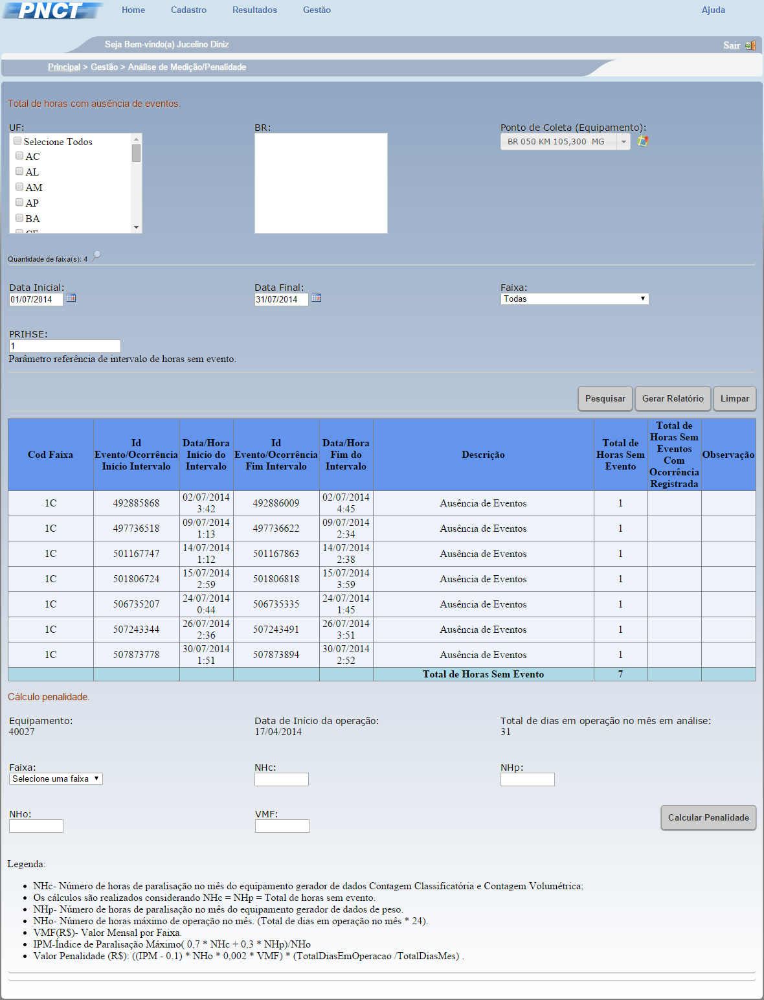 PNCT
Home Cadastro Resultados Gestão Ajuda
Seja Bem-vindo(a) Jucelino Diniz Sair
Principal > Gestão > Análise de Medição/Penalidade
Total de horas com ausência de eventos.
UF: BR: Ponto de Coleta (Equipamento):
Selecione Todos BR 050 KM 105,300 MG
AC
AL
AM
AP
BA
CE
Quantidade de faixa(s): 4
Data Inicial: Data Final: Faixa:
01/07/2014 31/07/2014 Todas
PRIHSE:
1
Parâmetro referência de intervalo de horas sem evento.
Pesquisar Gerar Relatório Limpar
Cod Faixa Id Evento/Ocorrência Início Intervalo Data/Hora Início do Intervalo Id Evento/Ocorrência Fim Intervalo Data/Hora Fim do Intervalo Descrição Total de Horas Sem Evento Total de Horas Sem Eventos Com Ocorrência Registrada Observação
1C 492885868 02/07/2014 3:42 492886009 02/07/2014 4:45 Ausência de Eventos 1
1C 497736518 09/07/2014 1:13 497736622 09/07/2014 2:34 Ausência de Eventos 1
1C 501167747 14/07/2014 1:12 501167863 14/07/2014 2:38 Ausência de Eventos 1
1C 501806724 15/07/2014 2:59 501806818 15/07/2014 3:59 Ausência de Eventos 1
1C 506735207 24/07/2014 0:44 506735335 24/07/2014 1:45 Ausência de Eventos 1
1C 507243344 26/07/2014 2:36 507243491 26/07/2014 3:51 Ausência de Eventos 1
1C 507873778 30/07/2014 1:51 507873894 30/07/2014 2:52 Ausência de Eventos 1
Total de Horas Sem Evento 7
Cálculo penalidade.
Equipamento: Data de Início da operação: Total de dias em operação no mês em análise:
40027 17/04/2014 31
Faixa: NHc: NHp:
Selecione uma faixa
NHo: VMF:
Calcular Penalidade
Legenda:
• NHc- Número de horas de paralisação no mês do equipamento gerador de dados Contagem Classificatória e Contagem Volumétrica;
• Os cálculos são realizados considerando NHc = NHp = Total de horas sem evento.
• NHp- Número de horas de paralisação no mês do equipamento gerador de dados de peso.
• NHo- Número de horas máximo de operação no mês. (Total de dias em operação no mês * 24).
• VMF(R$)- Valor Mensal por Faixa.
• IPM-Índice de Paralisação Máximo( 0,7 * NHc + 0,3 * NHp)/NHo
• Valor Penalidade (R$): ((IPM - 0,1) * NHo * 0,002 * VMF) * (TotalDiasEmOperacao /TotalDiasMes) .